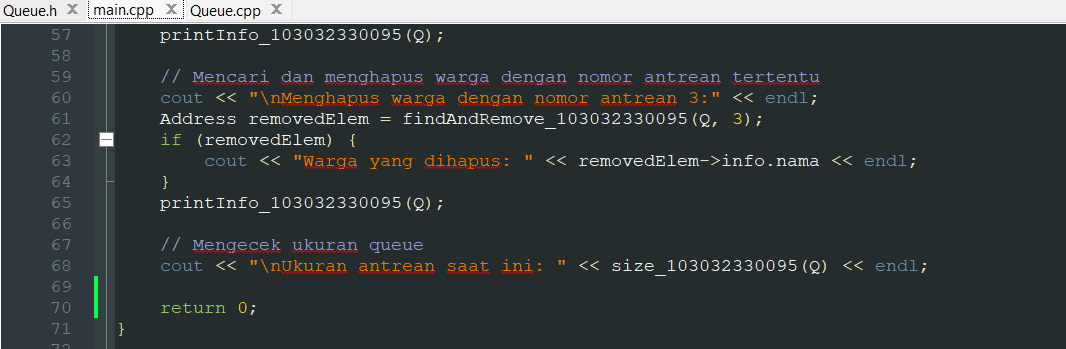 Queue.h main.cpp Queue.cpp
57 printInfo_103032330095(Q);
58
59 // Mencari dan menghapus warga dengan nomor antrean tertentu
60 cout << "\nMenghapus warga dengan nomor antrean 3:" << endl;
61 Address removedElem = findAndRemove_103032330095(Q, 3);
62 if (removedElem) {
63 cout << "Warga yang dihapus: " << removedElem->info.nama << endl;
64 }
65 printInfo_103032330095(Q);
66
67 // Mengecek ukuran queue
68 cout << "\nUkuran antrean saat ini: " << size_103032330095(Q) << endl;
69
70 return 0;
71 }
72